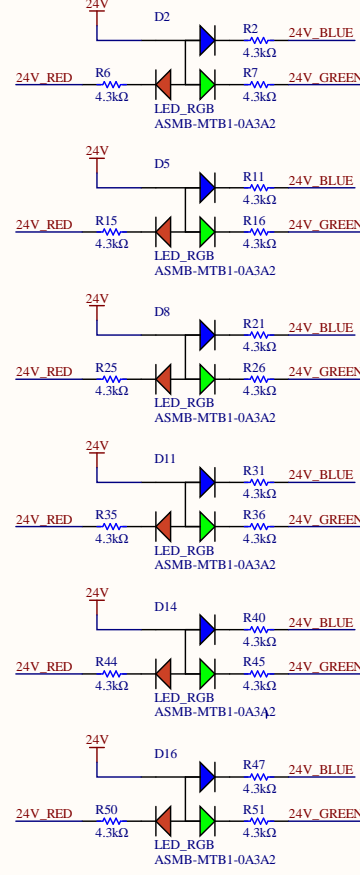 24V
D2
R2
24V_BLUE
4.3kΩ
24V_RED
R6
R7
24V_GREEN
4.3kΩ
4.3kΩ
LED_RGB
ASMB-MTB1-0A3A2
24V
D5
R11
24V_BLUE
4.3kΩ
24V_RED
R15
R16
24V_GREEN
4.3kΩ
4.3kΩ
LED_RGB
ASMB-MTB1-0A3A2
24V
D8
R21
24V_BLUE
4.3kΩ
24V_RED
R25
R26
24V_GREEN
4.3kΩ
4.3kΩ
LED_RGB
ASMB-MTB1-0A3A2
24V
D11
R31
24V_BLUE
4.3kΩ
24V_RED
R35
R36
24V_GREEN
4.3kΩ
4.3kΩ
LED_RGB
ASMB-MTB1-0A3A2
24V
D14
R40
24V_BLUE
4.3kΩ
24V_RED
R44
R45
24V_GREEN
4.3kΩ
4.3kΩ
LED_RGB
ASMB-MTB1-0A3A2
24V
D16
R47
24V_BLUE
4.3kΩ
24V_RED
R50
R51
24V_GREEN
4.3kΩ
4.3kΩ
LED_RGB
ASMB-MTB1-0A3A2